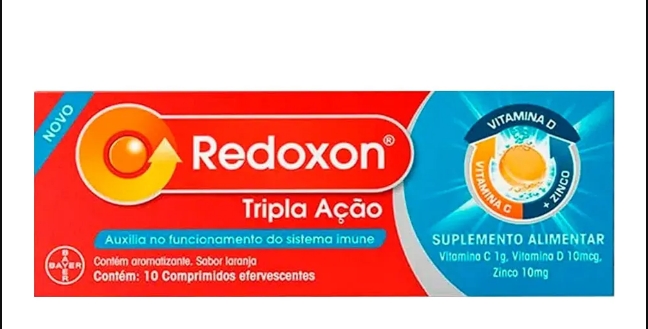 NOVO
Redoxon®
Tripla Ação
Auxilia no funcionamento do sistema imune
BAYER
BAYER
Contém aromatizante. Sabor laranja
Contém: 10 Comprimidos efervescentes
VITAMINA D
VITAMINA C
+ ZINCO
SUPLEMENTO ALIMENTAR
Vitamina C 1g, Vitamina D 10mcg,
Zinco 10mg